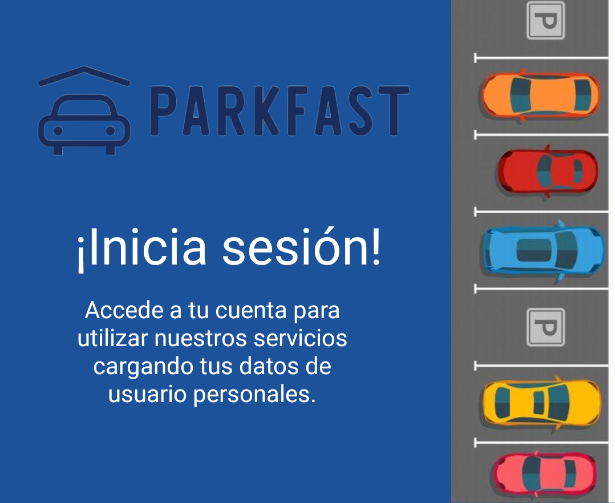 P
PARKFAST
¡Inicia sesión!
Accede a tu cuenta para
utilizar nuestros servicios
cargando tus datos de
usuario personales.
P